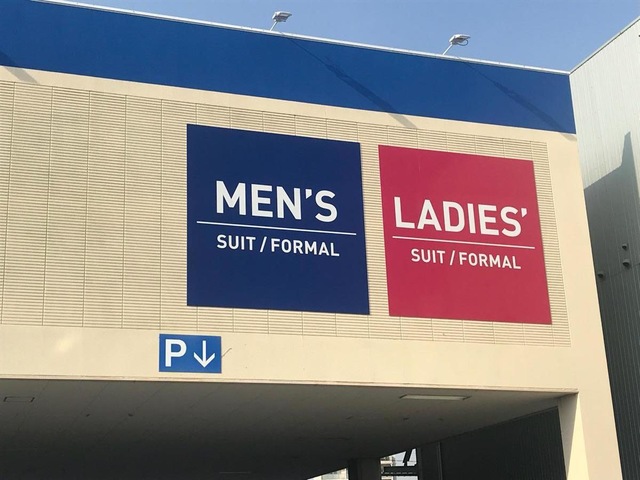 MEN'S
SUIT / FORMAL
LADIES'
SUIT / FORMAL
P↓